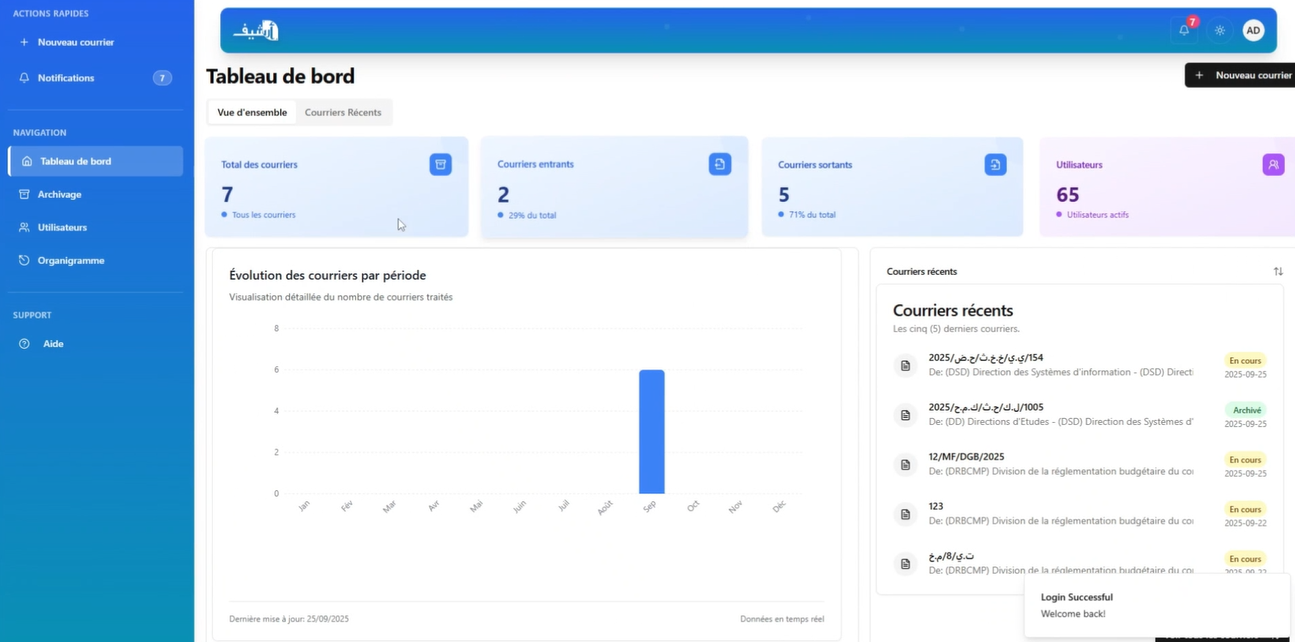 ACTIONS RAPIDES
Nouveau courrier
Notifications 7
NAVIGATION
Tableau de bord
Archivage
Utilisateurs
Organigramme
SUPPORT
Aide
أرشيف
7
AD
Tableau de bord
Nouveau courrier
Vue d'ensemble Courriers Récents
Total des courriers
7
Tous les courriers
Courriers entrants
2
29% du total
Courriers sortants
5
71% du total
Utilisateurs
65
Utilisateurs actifs
Évolution des courriers par période
Visualisation détaillée du nombre de courriers traités
8
6
4
2
0
Jan Fév Mar Avr Mai Juin Juil Août Sep Oct Nov Déc
Dernière mise à jour: 25/09/2025 Données en temps réel
Courriers récents
Courriers récents
Les cinq (5) derniers courriers.
154/ي.ي/خ.خ.ث/ح.ض/2025 En cours
De: (DSD) Direction des Systèmes d'information - (DSD) Directi 2025-09-25
1005/ل.ك/ح.ث/ك.م.ح/2025 Archivé
De: (DD) Directions d'Etudes - (DSD) Direction des Systèmes d' 2025-09-25
12/MF/DGB/2025 En cours
De: (DRBCMP) Division de la réglementation budgétaire du co 2025-09-25
123 En cours
De: (DRBCMP) Division de la réglementation budgétaire du co 2025-09-22
ت.ي/8/م.خ En cours
De: (DRBCMP) Division de la réglementation budgétaire du co 2025-09-22
Login Successful
Welcome back!